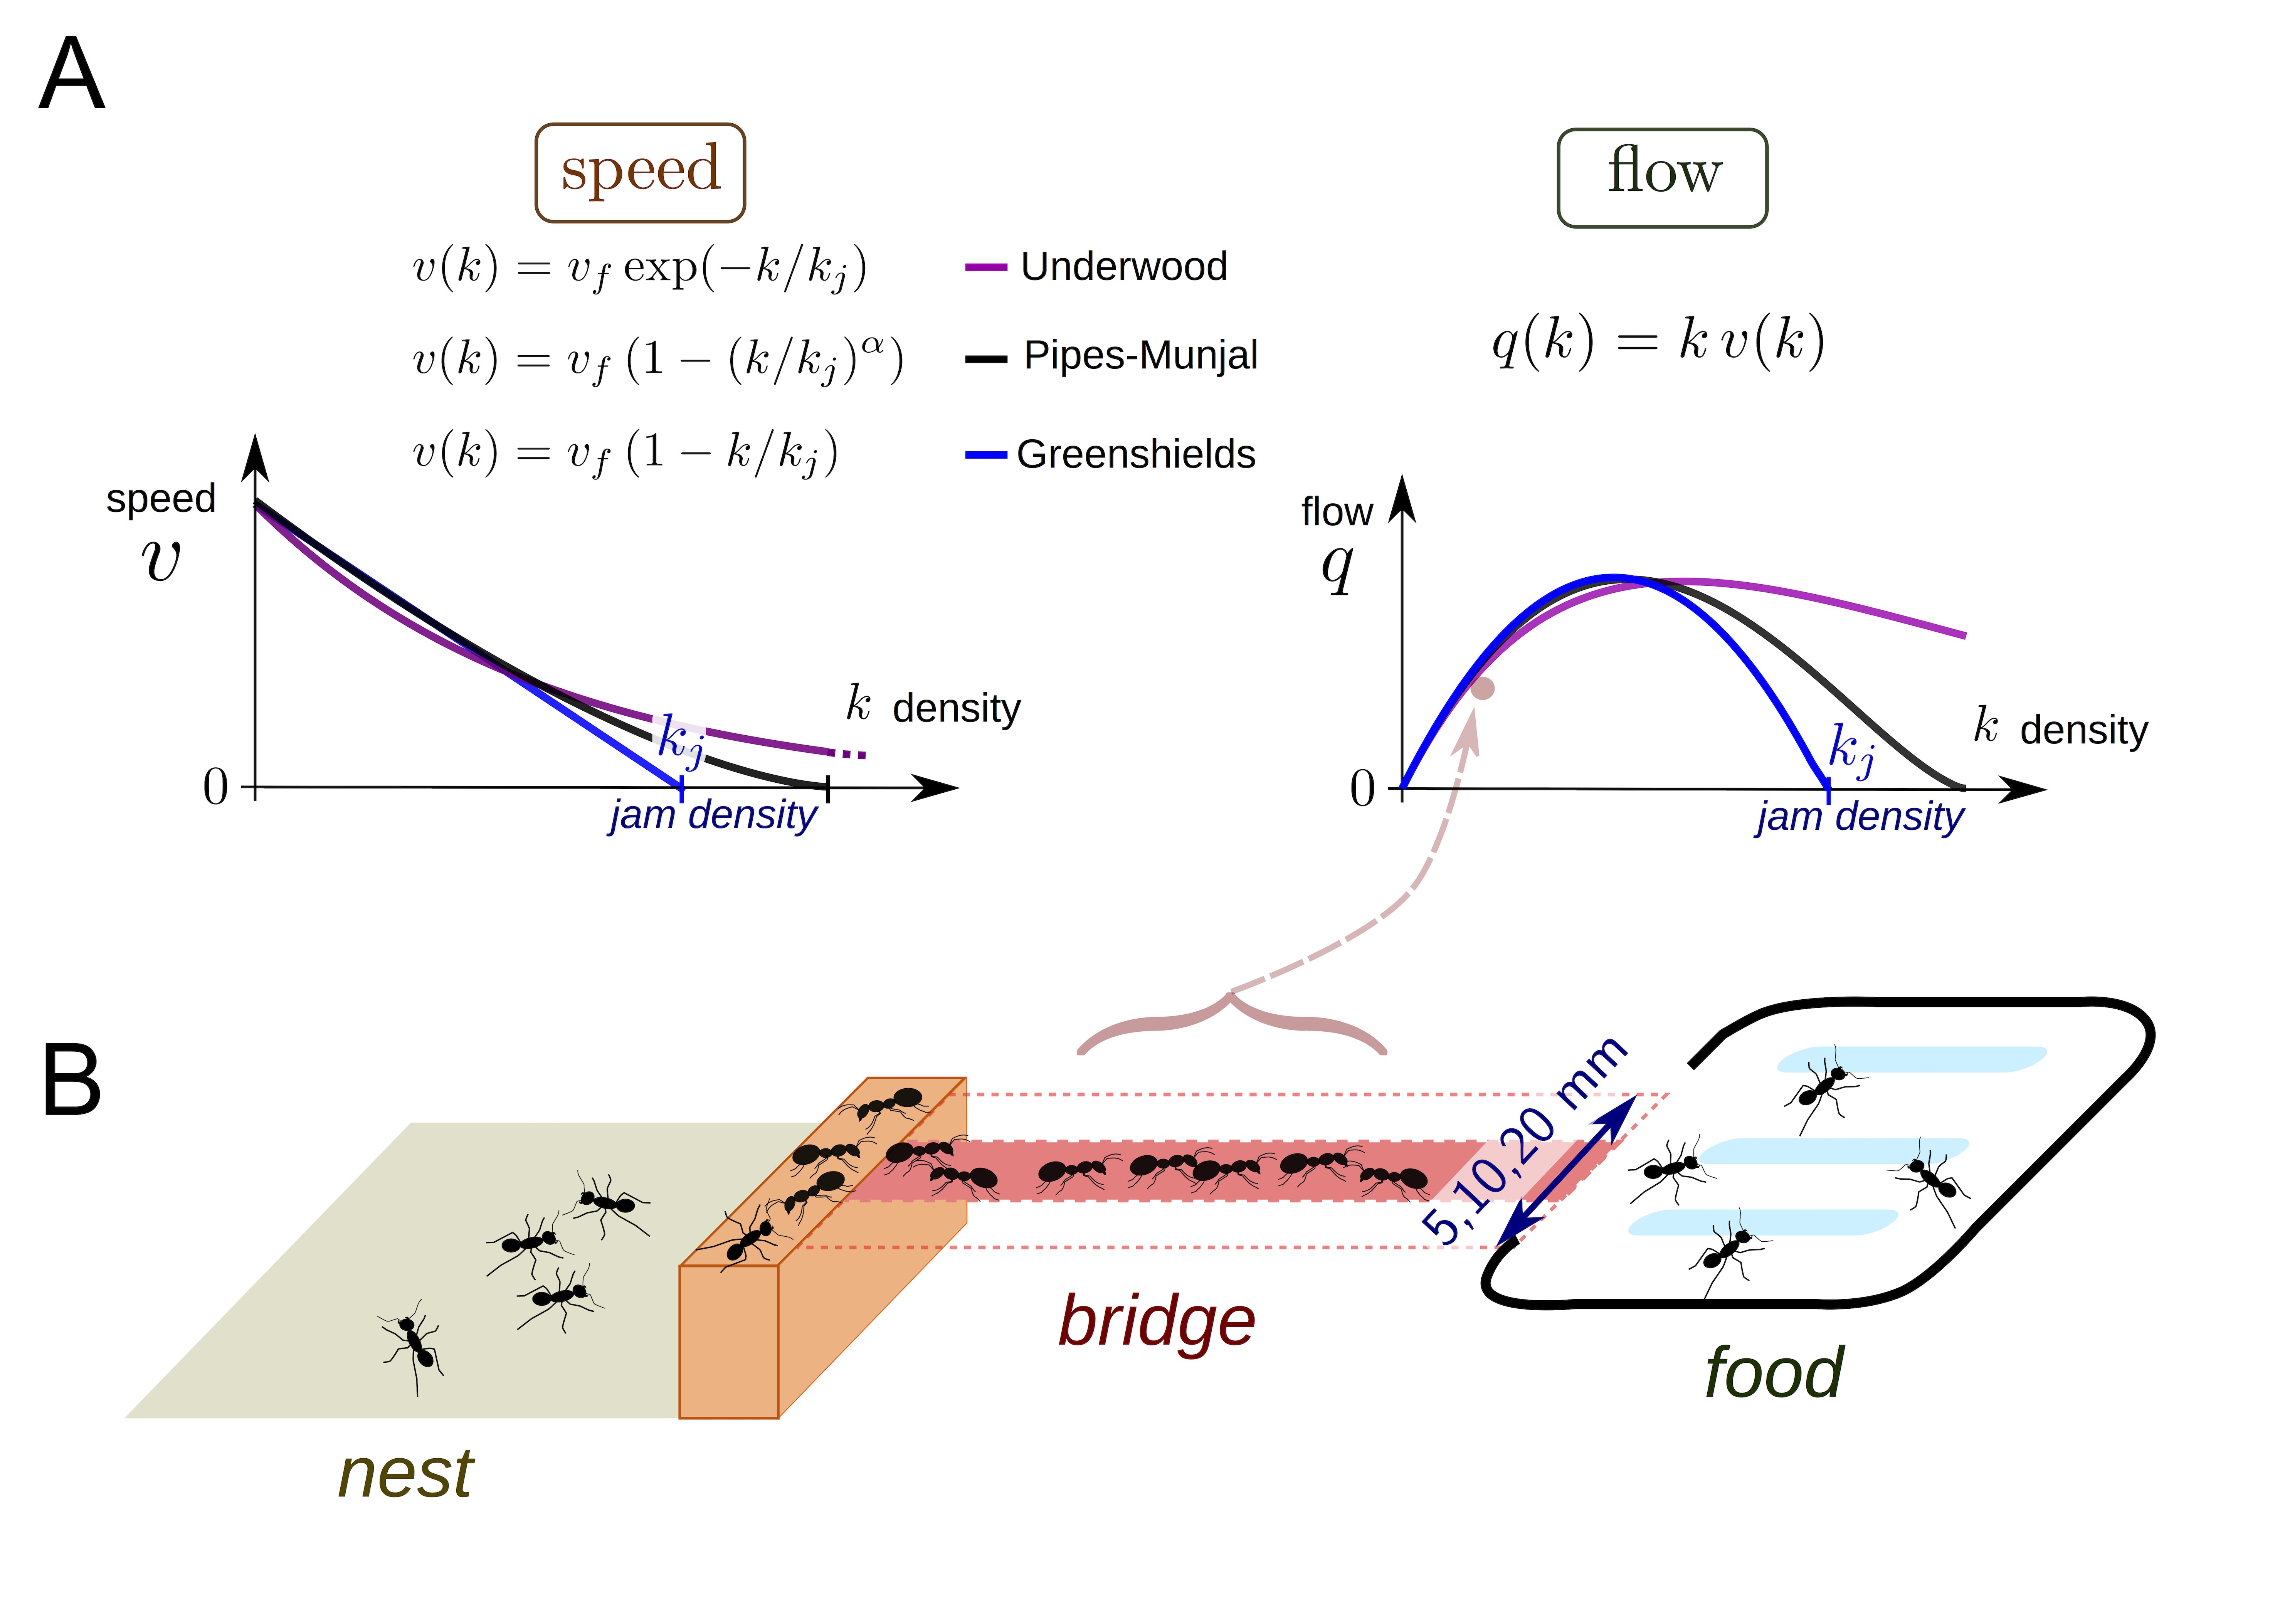 A
speed
flow
v(k) = v_f exp(−k/k_j)
Underwood
v(k) = v_f (1 − (k/k_j)^α)
Pipes-Munjal
q(k) = k v(k)
v(k) = v_f (1 − k/k_j)
Greenshields
speed
v
flow
q
k density
k_j
0
jam density
k density
k_j
0
jam density
B
5,10,20 mm
bridge
food
nest